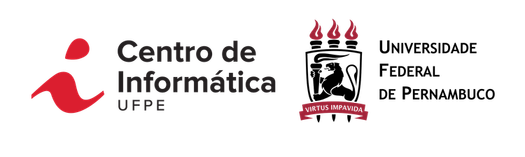 Centro de
Informática
UFPE
VIRTUS IMPAVIDA
UNIVERSIDADE
FEDERAL
DE PERNAMBUCO